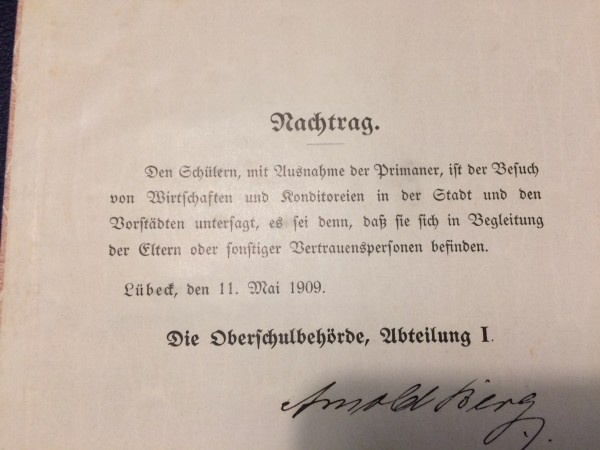 Nachtrag.
Den Schülern, mit Ausnahme der Primaner, ist der Besuch
von Wirtschaften und Konditoreien in der Stadt und den
Vorstädten untersagt, es sei denn, daß sie sich in Begleitung
der Eltern oder sonstiger Vertrauenspersonen befinden.
Lübeck, den 11. Mai 1909.
Die Oberschulbehörde, Abteilung I.
Arnold Berg